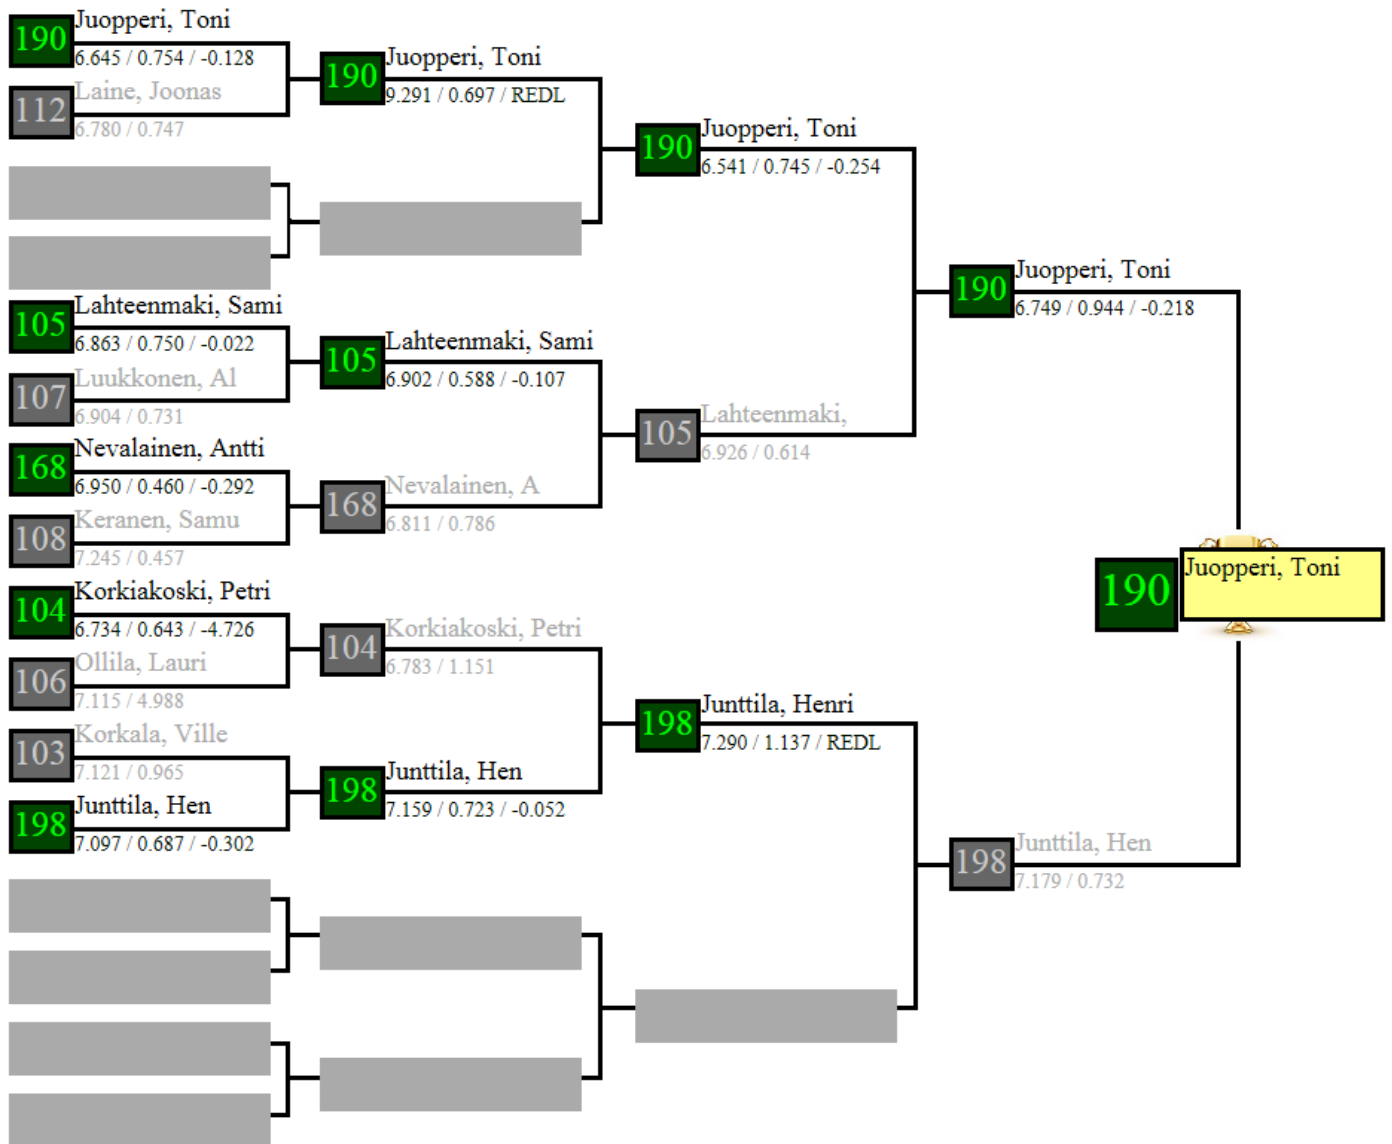 190
Juopperi, Toni
6.645 / 0.754 / -0.128
112
Laine, Joonas
6.780 / 0.747
105
Lahteenmaki, Sami
6.863 / 0.750 / -0.022
107
Luukkonen, Al
6.904 / 0.731
168
Nevalainen, Antti
6.950 / 0.460 / -0.292
108
Keranen, Samu
7.245 / 0.457
104
Korkiakoski, Petri
6.734 / 0.643 / -4.726
106
Ollila, Lauri
7.115 / 4.988
103
Korkala, Ville
7.121 / 0.965
198
Junttila, Hen
7.097 / 0.687 / -0.302
190
Juopperi, Toni
9.291 / 0.697 / REDL
105
Lahteenmaki, Sami
6.902 / 0.588 / -0.107
168
Nevalainen, A
6.811 / 0.786
104
Korkiakoski, Petri
6.783 / 1.151
198
Junttila, Hen
7.159 / 0.723 / -0.052
190
Juopperi, Toni
6.541 / 0.745 / -0.254
105
Lahteenmaki,
6.926 / 0.614
198
Junttila, Henri
7.290 / 1.137 / REDL
190
Juopperi, Toni
6.749 / 0.944 / -0.218
198
Junttila, Hen
7.179 / 0.732
190
Juopperi, Toni